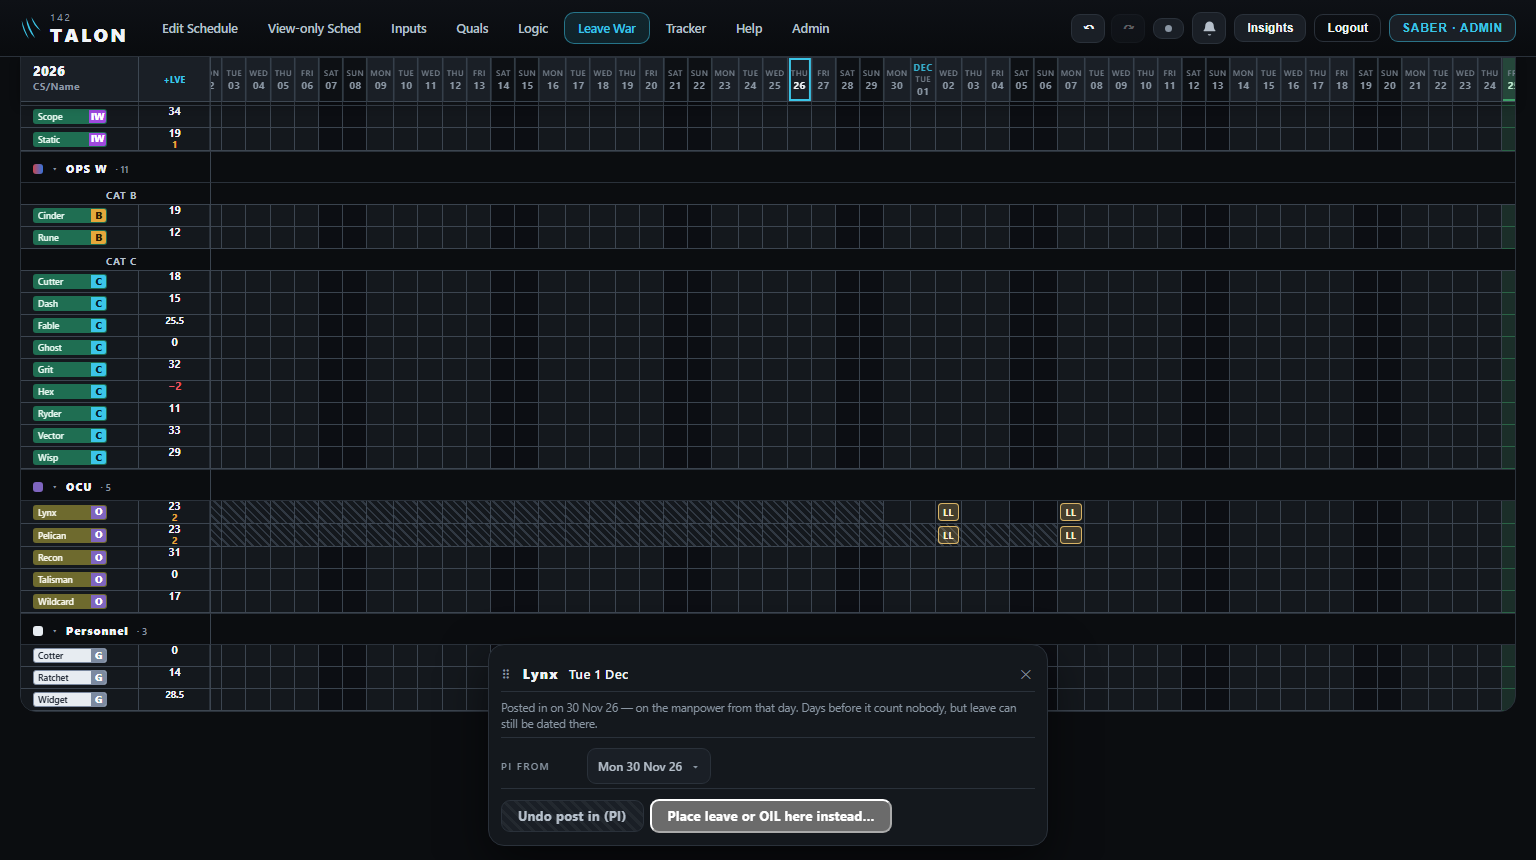 142
TALON
Edit Schedule
View-only Sched
Inputs
Quals
Logic
Leave War
Tracker
Help
Admin
Insights
Logout
SABER · ADMIN
2026
CS/Name
+LVE
TUE 03
WED 04
THU 05
FRI 06
SAT 07
SUN 08
MON 09
TUE 10
WED 11
THU 12
FRI 13
SAT 14
SUN 15
MON 16
TUE 17
WED 18
THU 19
FRI 20
SAT 21
SUN 22
MON 23
TUE 24
WED 25
THU 26
FRI 27
SAT 28
SUN 29
MON 30
DEC TUE 01
WED 02
THU 03
FRI 04
SAT 05
SUN 06
MON 07
TUE 08
WED 09
THU 10
FRI 11
SAT 12
SUN 13
MON 14
TUE 15
WED 16
THU 17
FRI 18
SAT 19
SUN 20
MON 21
TUE 22
WED 23
THU 24
Scope IW 34
Static IW 19
1
· OPS W · 11
CAT B
Cinder B 19
Rune B 12
CAT C
Cutter C 18
Dash C 15
Fable C 25.5
Ghost C 0
Grit C 32
Hex C −2
Ryder C 11
Vector C 33
Wisp C 29
· OCU · 5
Lynx O 23 LL LL
2
Pelican O 23 LL LL
2
Recon O 31
Talisman O 0
Wildcard O 17
· Personnel · 3
Cotter G 0
Ratchet G 14
Widget G 28.5
Lynx Tue 1 Dec
Posted in on 30 Nov 26 — on the manpower from that day. Days before it count nobody, but leave can
still be dated there.
PI FROM
Mon 30 Nov 26
Undo post in (PI)
Place leave or OIL here instead...